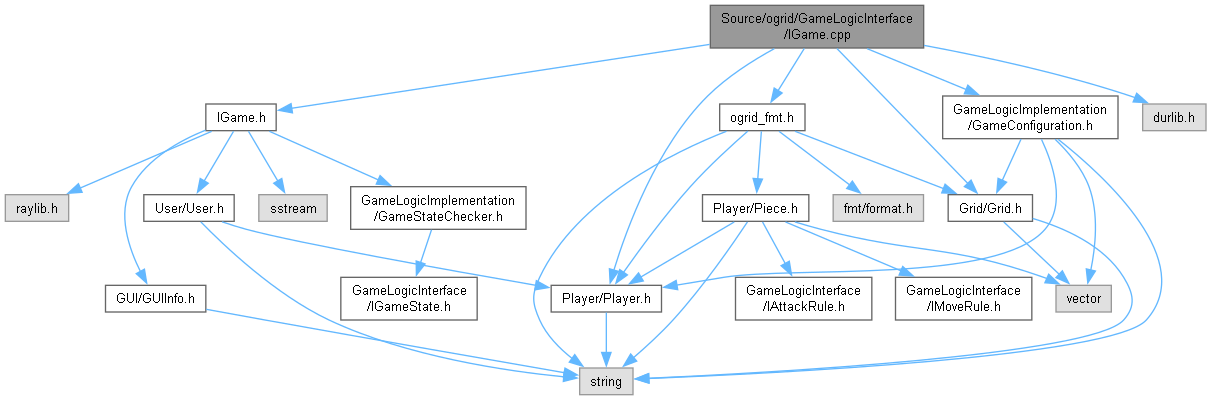 Source/ogrid/GameLogicInterface
/IGame.cpp
IGame.h
ogrid_fmt.h
GameLogicImplementation
/GameConfiguration.h
durlib.h
raylib.h
User/User.h
sstream
GameLogicImplementation
/GameStateChecker.h
Player/Piece.h
fmt/format.h
Grid/Grid.h
GUI/GUIInfo.h
GameLogicInterface
/IGameState.h
Player/Player.h
GameLogicInterface
/IAttackRule.h
GameLogicInterface
/IMoveRule.h
vector
string